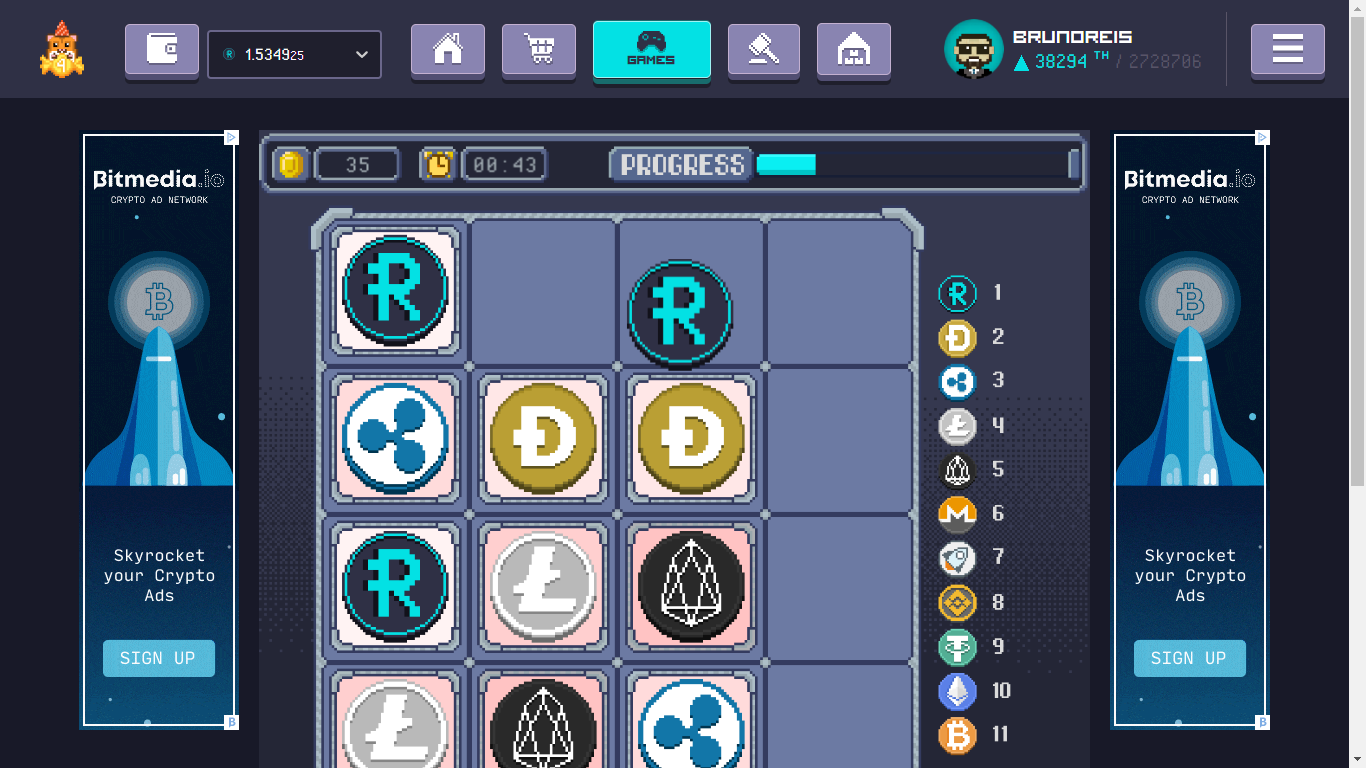 1.534925
GAMES
BRUNOREIS
38294 TH / 2728706
Bitmedia.io
CRYPTO AD NETWORK
Skyrocket
your Crypto
Ads
SIGN UP
B
35
00:43
PROGRESS
1
2
3
4
5
6
7
8
9
10
11
Bitmedia.io
CRYPTO AD NETWORK
Skyrocket
your Crypto
Ads
SIGN UP
B